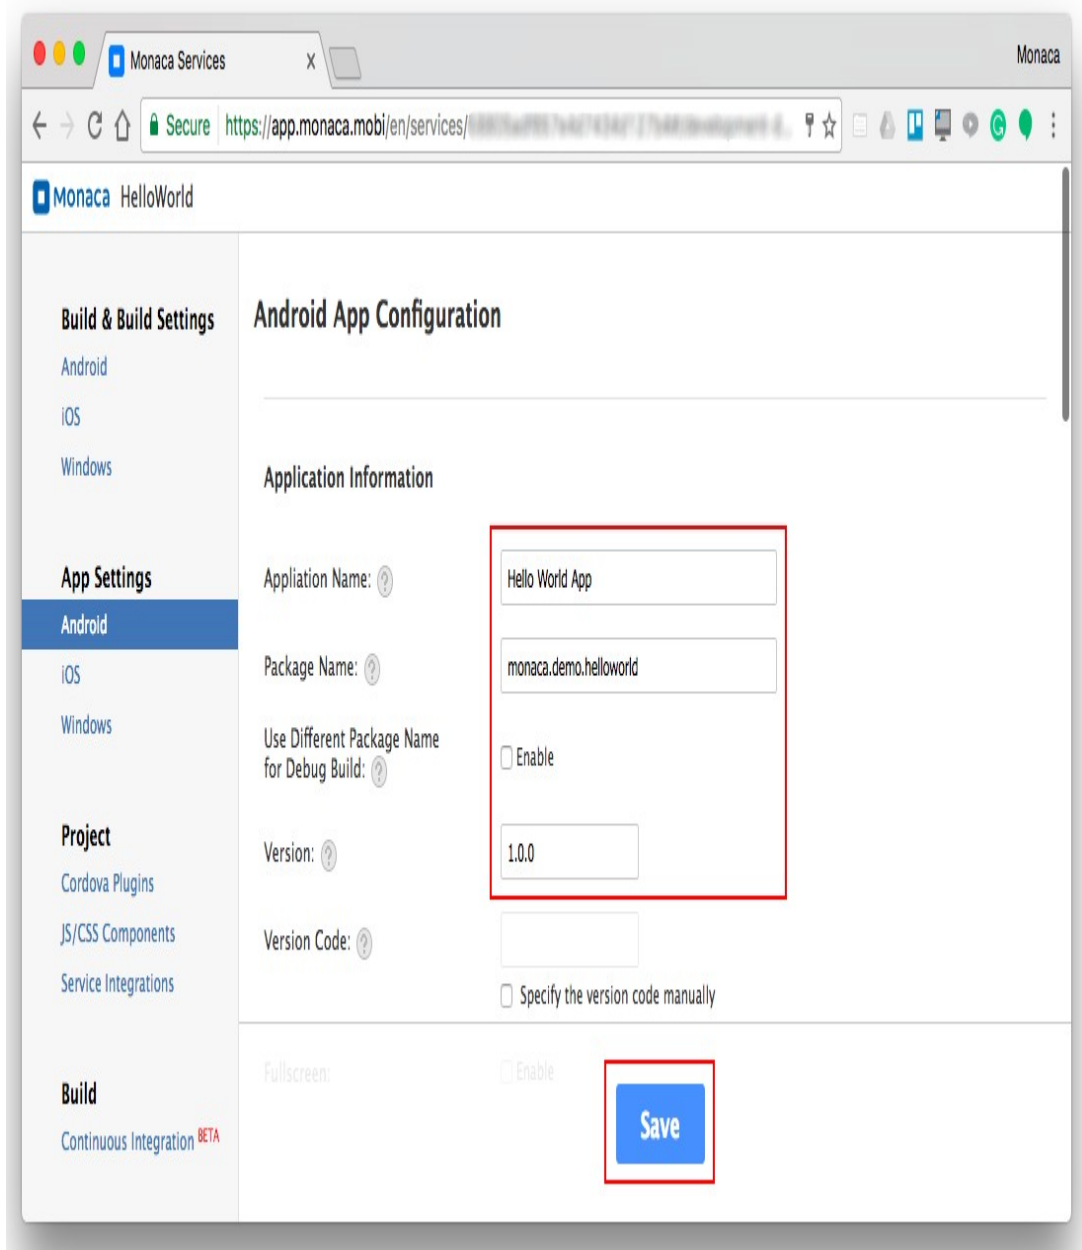 Monaca Services
Monaca
Secure https://app.monaca.mobi/en/services/
Monaca HelloWorld
Build & Build Settings
Android
iOS
Windows
App Settings
Android
iOS
Windows
Project
Cordova Plugins
JS/CSS Components
Service Integrations
Build
Continuous Integration BETA
Android App Configuration
Application Information
Appliation Name: ?
Hello World App
Package Name: ?
monaca.demo.helloworld
Use Different Package Name
for Debug Build: ?
Enable
Version: ?
1.0.0
Version Code: ?
Specify the version code manually
Fullscreen:
Enable
Save